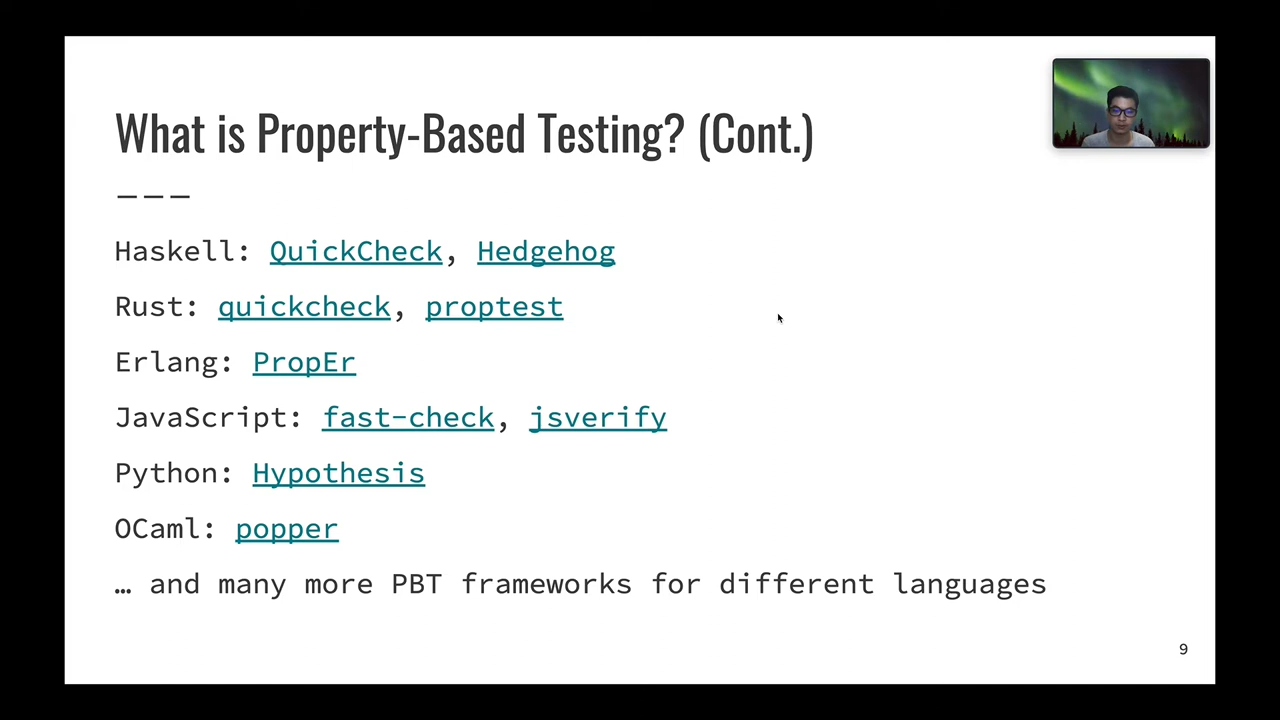 What is Property-Based Testing? (Cont.)
Haskell: QuickCheck, Hedgehog
Rust: quickcheck, proptest
Erlang: PropEr
JavaScript: fast-check, jsverify
Python: Hypothesis
OCaml: popper
… and many more PBT frameworks for different languages
9